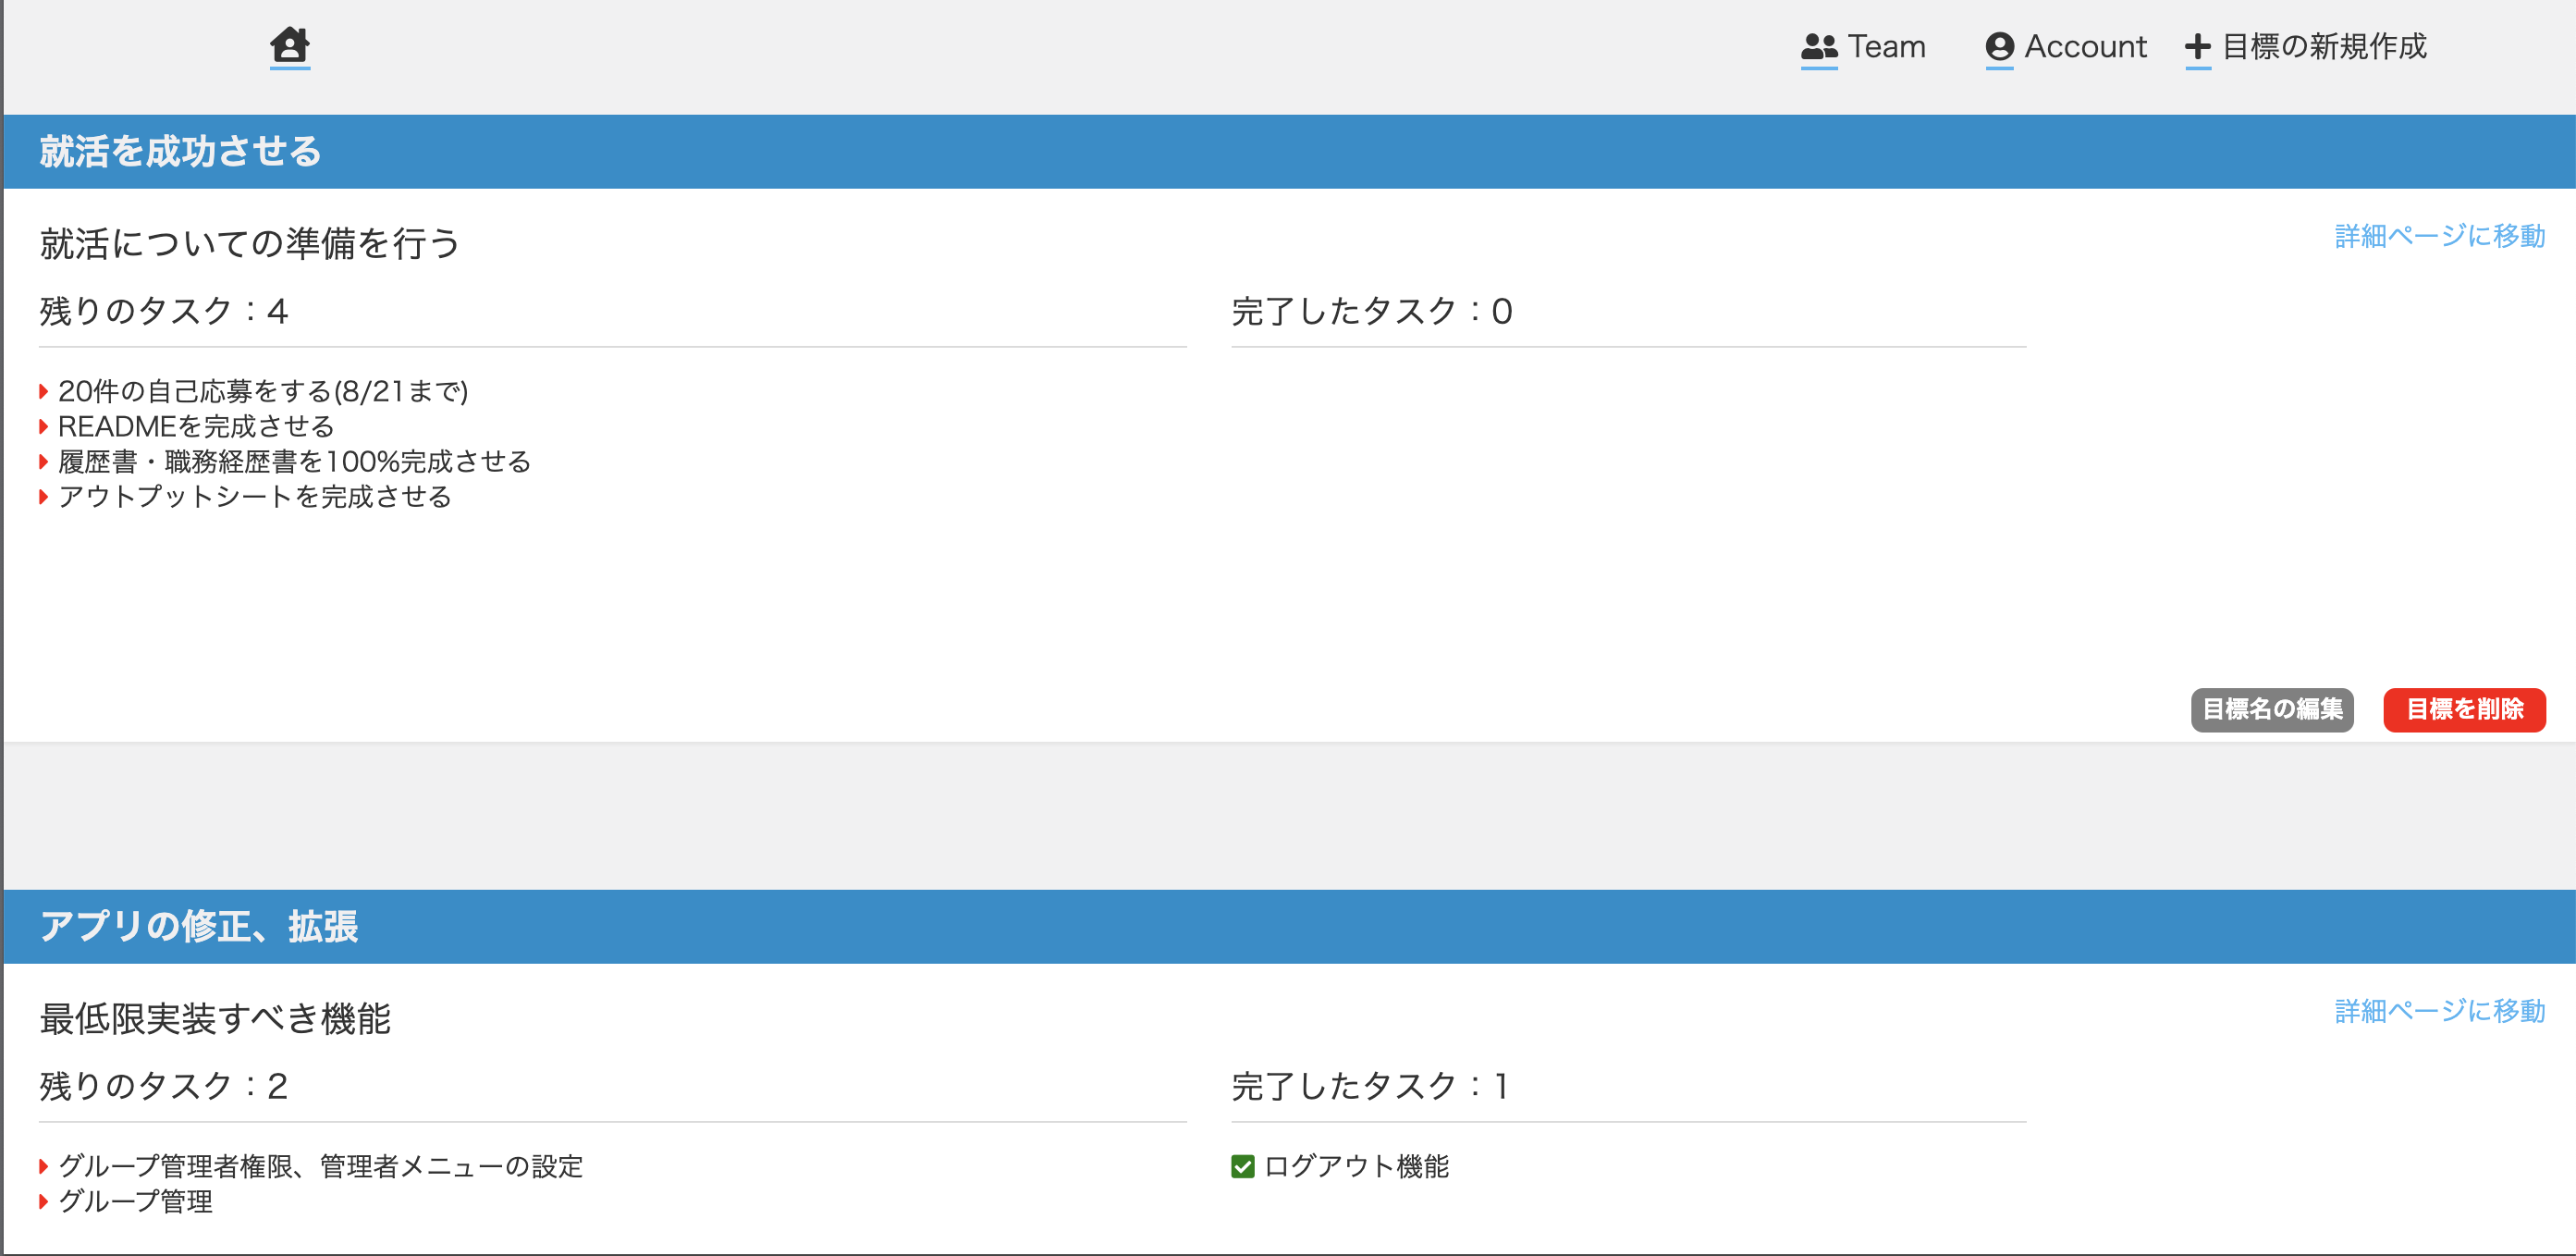 Team Account 目標の新規作成
就活を成功させる
就活についての準備を行う 詳細ページに移動
残りのタスク：4 完了したタスク：0
20件の自己応募をする(8/21まで)
READMEを完成させる
履歴書・職務経歴書を100%完成させる
アウトプットシートを完成させる
目標名の編集 目標を削除
アプリの修正、拡張
最低限実装すべき機能 詳細ページに移動
残りのタスク：2 完了したタスク：1
グループ管理者権限、管理者メニューの設定 ログアウト機能
グループ管理